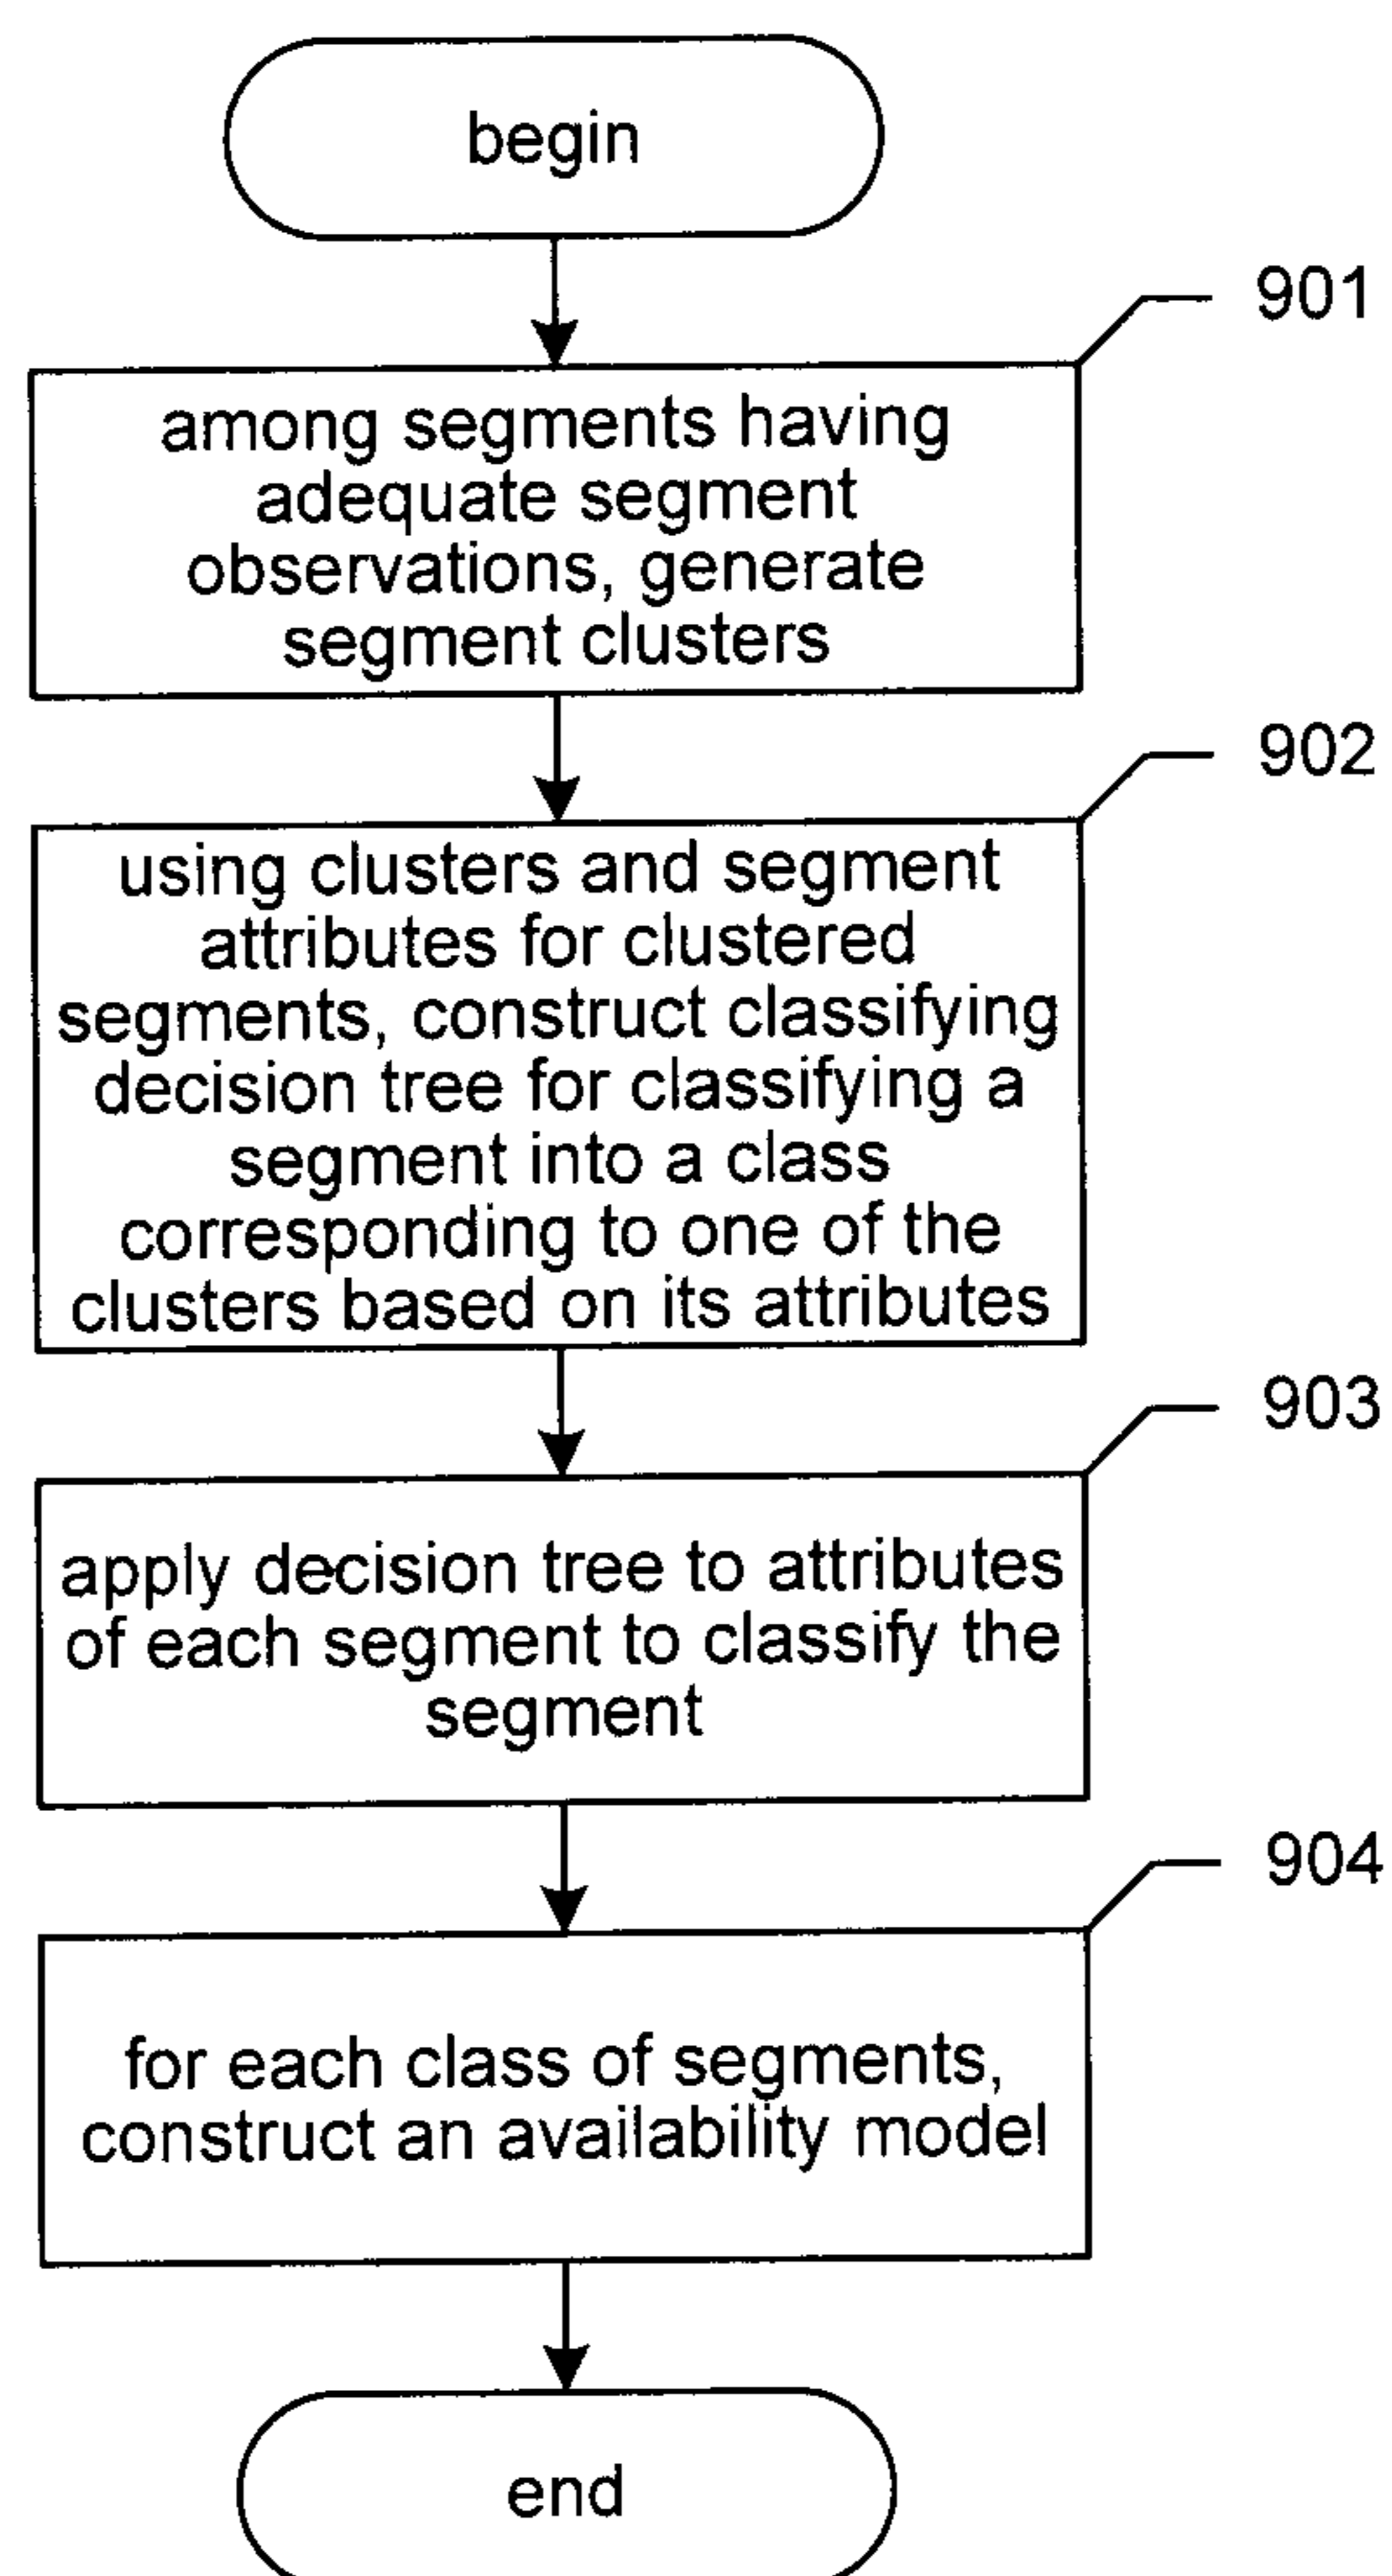 begin
901
among segments having
adequate segment
observations, generate
segment clusters
902
using clusters and segment
attributes for clustered
segments, construct classifying
decision tree for classifying a
segment into a class
corresponding to one of the
clusters based on its attributes
903
apply decision tree to attributes
of each segment to classify the
segment
904
for each class of segments,
construct an availability model
end